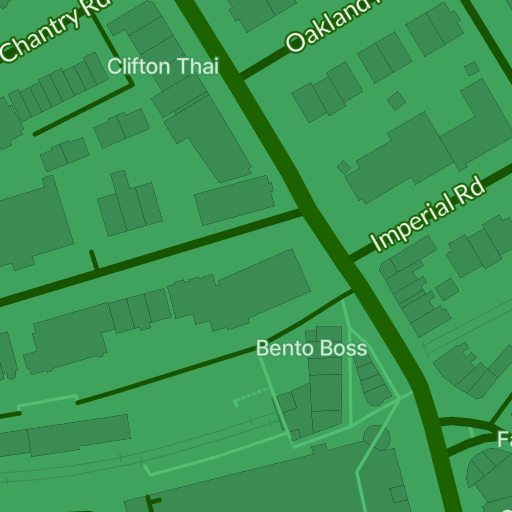 Chantry Rd
Oakland
Clifton Thai
Imperial Rd
Bento Boss